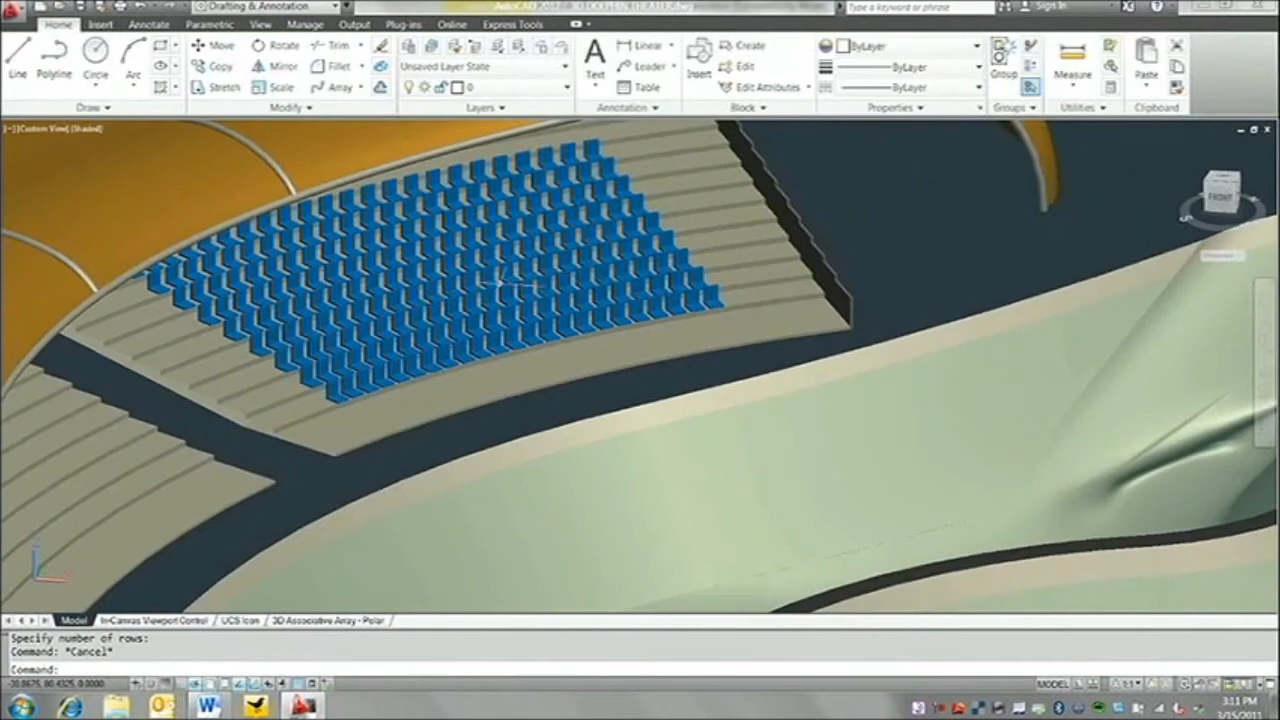 Drafting & Annotation
Type a keyword or phrase
Sign In
Home Insert Annotate Parametric View Manage Output Plug-ins Online Express Tools
Line Polyline Circle Arc
Move Rotate Trim
Copy Mirror Fillet
Stretch Scale Array
Unsaved Layer State
0
Text
Linear
Leader
Table
Insert
Create
Edit
Edit Attributes
ByLayer
ByLayer
ByLayer
Group
Measure
Paste
Draw Modify Layers Annotation Block Properties Groups Utilities Clipboard
[-][Custom View][Shaded]
FRONT
Model In-Canvas Viewport Control UCS Icon 3D Associative Array - Polar
Specify number of rows:
Command: *Cancel*
Command:
MODEL
3:11 PM
3/15/2011